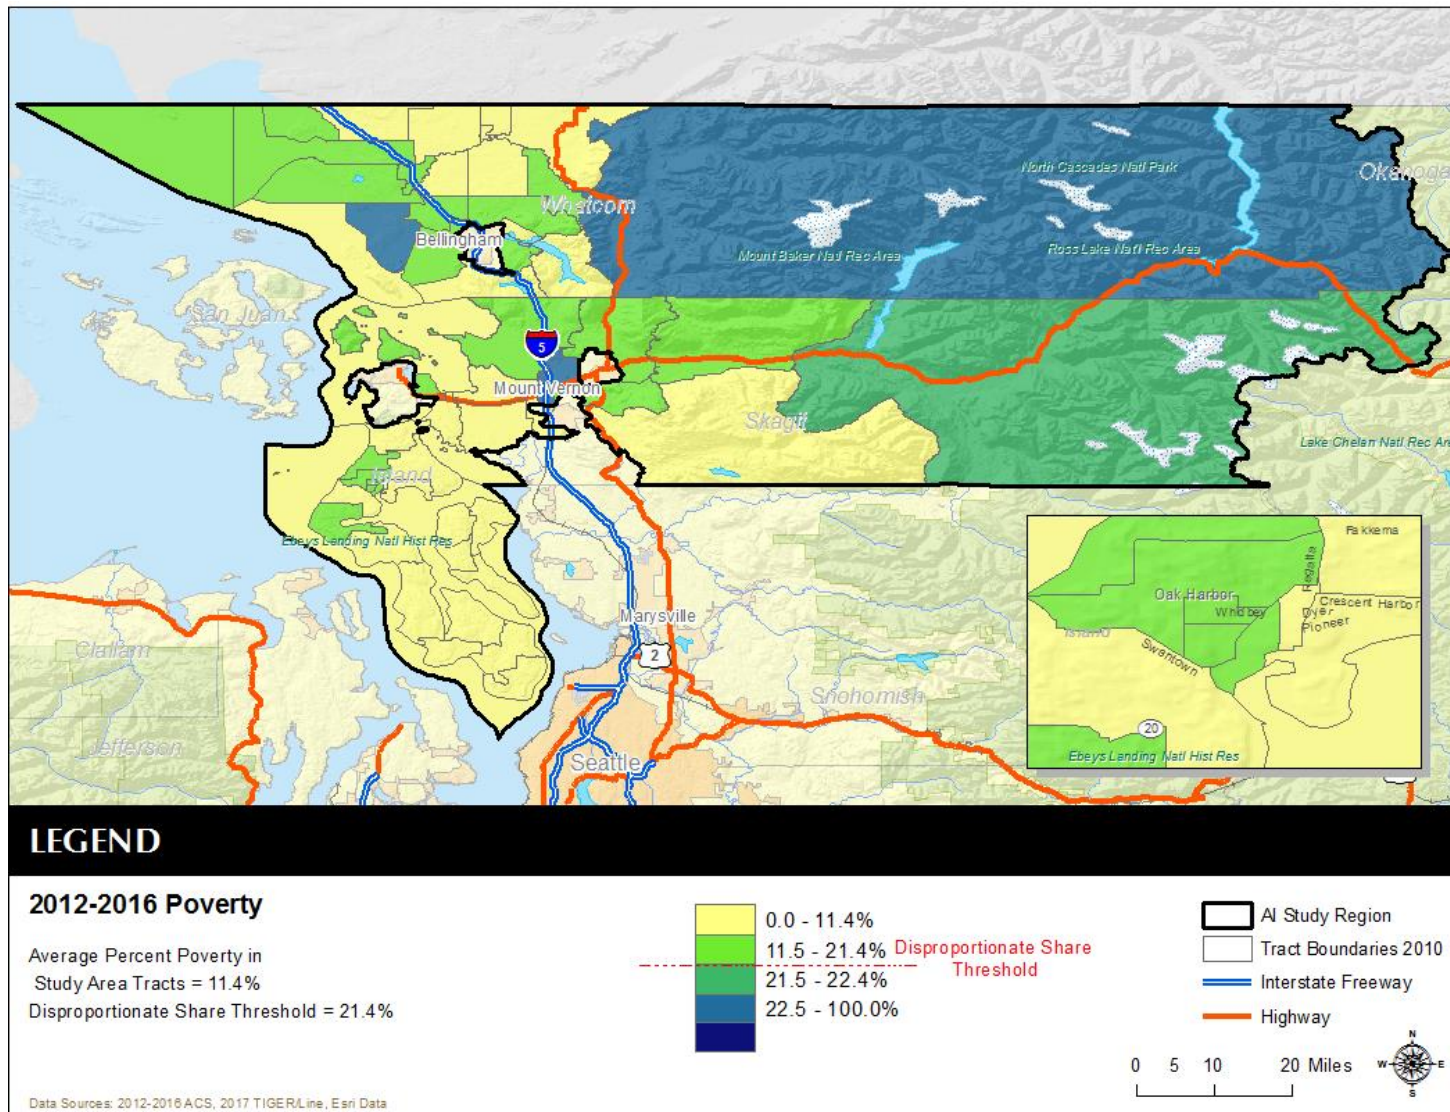 North Cascades Natl Park
Okanoga
Whatcom
Bellingham
Mount Baker Natl Rec Area
Ross Lake Nat'l Rec Area
San Juan
5
Mount Vernon
Skagit
Lake Chelan Natl Rec Are
Island
Ebeys Landing Natl Hist Res
Marysville
2
Clallam
Snohomish
Jefferson
Seattle
Fakkema
Regatta
Oak Harbor
Whidbey
Crescent Harbor
Dyer
Pioneer
Island
Swantown
20
Ebeys Landing Natl Hist Res
LEGEND
2012-2016 Poverty
Average Percent Poverty in
Study Area Tracts = 11.4%
Disproportionate Share Threshold = 21.4%
0.0 - 11.4%
11.5 - 21.4%
Disproportionate Share
Threshold
21.5 - 22.4%
22.5 - 100.0%
AI Study Region
Tract Boundaries 2010
Interstate Freeway
Highway
0 5 10 20 Miles
N
W E
S
Data Sources: 2012-2016 ACS, 2017 TIGER/Line, Esri Data